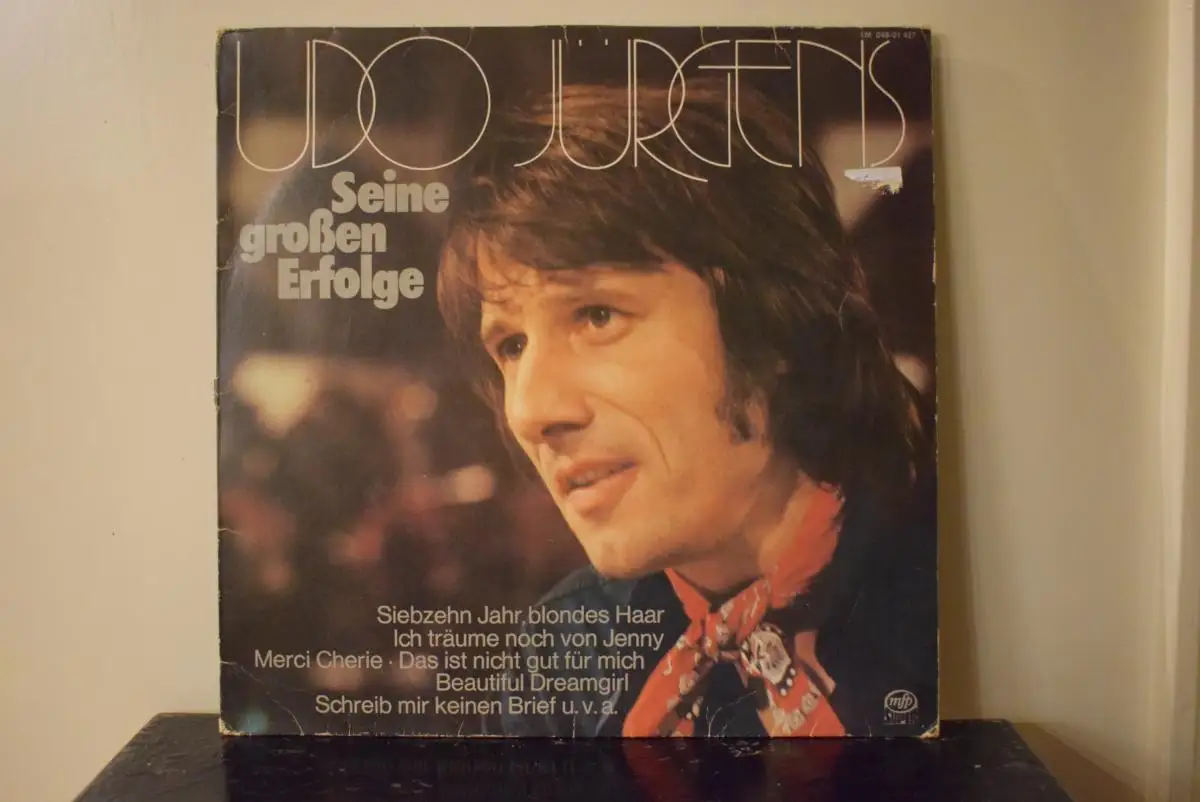 UDO JÜRGENS
Seine
großen
Erfolge
Siebzehn Jahr, blondes Haar
Ich träume noch von Jenny
Merci Cherie · Das ist nicht gut für mich
Beautiful Dreamgirl
Schreib mir keinen Brief u.v.a.
mfp